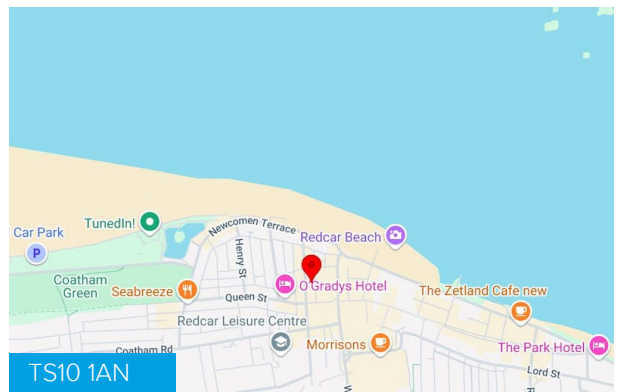 Newcomen Terrace
TunedIn!
Redcar Beach
Car Park
P
Henry St
Coatham
Green
Seabreeze
O'Gradys Hotel
Queen St
The Zetland Cafe new
Redcar Leisure Centre
Morrisons
The Park Hotel
Coatham Rd
Lord St
TS10 1AN